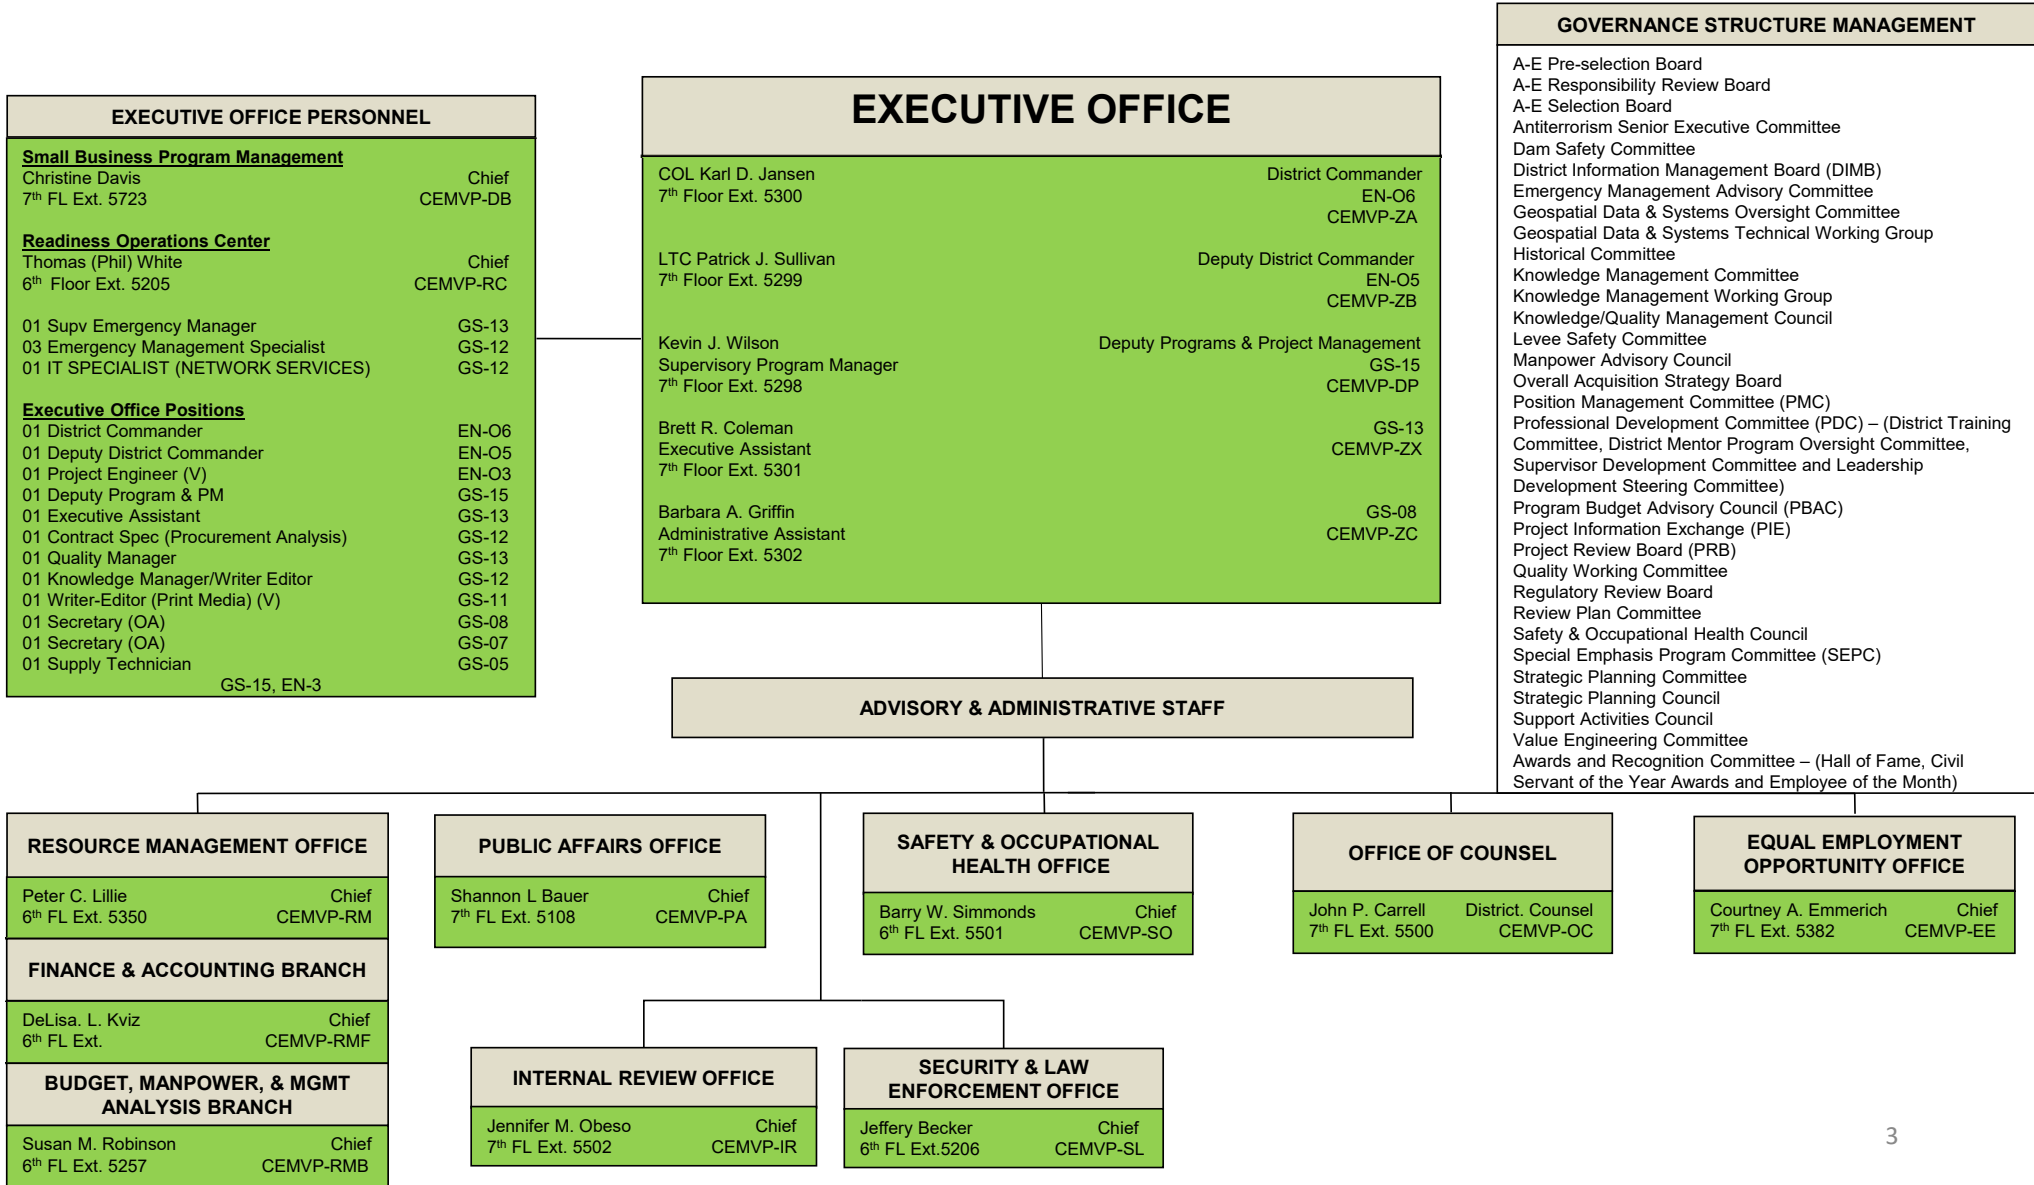 EXECUTIVE OFFICE PERSONNEL
Small Business Program Management
Christine Davis Chief
7th FL Ext. 5723 CEMVP-DB
Readiness Operations Center
Thomas (Phil) White Chief
6th Floor Ext. 5205 CEMVP-RC
01 Supv Emergency Manager GS-13
03 Emergency Management Specialist GS-12
01 IT SPECIALIST (NETWORK SERVICES) GS-12
Executive Office Positions
01 District Commander EN-O6
01 Deputy District Commander EN-O5
01 Project Engineer (V) EN-O3
01 Deputy Program & PM GS-15
01 Executive Assistant GS-13
01 Contract Spec (Procurement Analysis) GS-12
01 Quality Manager GS-13
01 Knowledge Manager/Writer Editor GS-12
01 Writer-Editor (Print Media) (V) GS-11
01 Secretary (OA) GS-08
01 Secretary (OA) GS-07
01 Supply Technician GS-05
GS-15, EN-3
EXECUTIVE OFFICE
COL Karl D. Jansen District Commander
7th Floor Ext. 5300 EN-O6
CEMVP-ZA
LTC Patrick J. Sullivan Deputy District Commander
7th Floor Ext. 5299 EN-O5
CEMVP-ZB
Kevin J. Wilson Deputy Programs & Project Management
Supervisory Program Manager GS-15
7th Floor Ext. 5298 CEMVP-DP
Brett R. Coleman GS-13
Executive Assistant CEMVP-ZX
7th Floor Ext. 5301
Barbara A. Griffin GS-08
Administrative Assistant CEMVP-ZC
7th Floor Ext. 5302
GOVERNANCE STRUCTURE MANAGEMENT
A-E Pre-selection Board
A-E Responsibility Review Board
A-E Selection Board
Antiterrorism Senior Executive Committee
Dam Safety Committee
District Information Management Board (DIMB)
Emergency Management Advisory Committee
Geospatial Data & Systems Oversight Committee
Geospatial Data & Systems Technical Working Group
Historical Committee
Knowledge Management Committee
Knowledge Management Working Group
Knowledge/Quality Management Council
Levee Safety Committee
Manpower Advisory Council
Overall Acquisition Strategy Board
Position Management Committee (PMC)
Professional Development Committee (PDC) – (District Training
Committee, District Mentor Program Oversight Committee,
Supervisor Development Committee and Leadership
Development Steering Committee)
Program Budget Advisory Council (PBAC)
Project Information Exchange (PIE)
Project Review Board (PRB)
Quality Working Committee
Regulatory Review Board
Review Plan Committee
Safety & Occupational Health Council
Special Emphasis Program Committee (SEPC)
Strategic Planning Committee
Strategic Planning Council
Support Activities Council
Value Engineering Committee
Awards and Recognition Committee – (Hall of Fame, Civil
Servant of the Year Awards and Employee of the Month)
ADVISORY & ADMINISTRATIVE STAFF
RESOURCE MANAGEMENT OFFICE
Peter C. Lillie Chief
6th FL Ext. 5350 CEMVP-RM
FINANCE & ACCOUNTING BRANCH
DeLisa. L. Kviz Chief
6th FL Ext. CEMVP-RMF
BUDGET, MANPOWER, & MGMT
ANALYSIS BRANCH
Susan M. Robinson Chief
6th FL Ext. 5257 CEMVP-RMB
PUBLIC AFFAIRS OFFICE
Shannon L Bauer Chief
7th FL Ext. 5108 CEMVP-PA
SAFETY & OCCUPATIONAL
HEALTH OFFICE
Barry W. Simmonds Chief
6th FL Ext. 5501 CEMVP-SO
OFFICE OF COUNSEL
John P. Carrell District. Counsel
7th FL Ext. 5500 CEMVP-OC
EQUAL EMPLOYMENT
OPPORTUNITY OFFICE
Courtney A. Emmerich Chief
7th FL Ext. 5382 CEMVP-EE
INTERNAL REVIEW OFFICE
Jennifer M. Obeso Chief
7th FL Ext. 5502 CEMVP-IR
SECURITY & LAW
ENFORCEMENT OFFICE
Jeffery Becker Chief
6th FL Ext.5206 CEMVP-SL
3